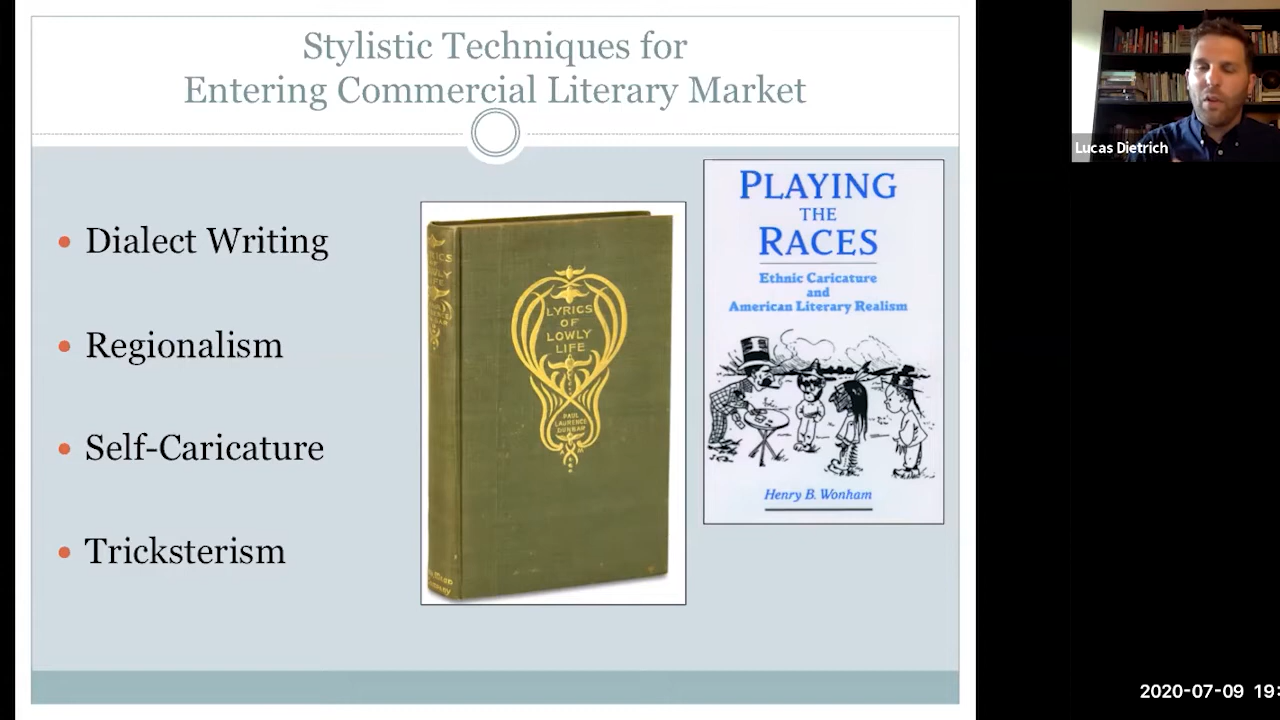 Stylistic Techniques for
Entering Commercial Literary Market
Dialect Writing
Regionalism
Self-Caricature
Tricksterism
LYRICS
OF
LOWLY
LIFE
PAUL
LAURENCE
DUNBAR
PLAYING
THE
RACES
Ethnic Caricature
and
American Literary Realism
Henry B. Wonham
Lucas Dietrich
2020-07-09 19: